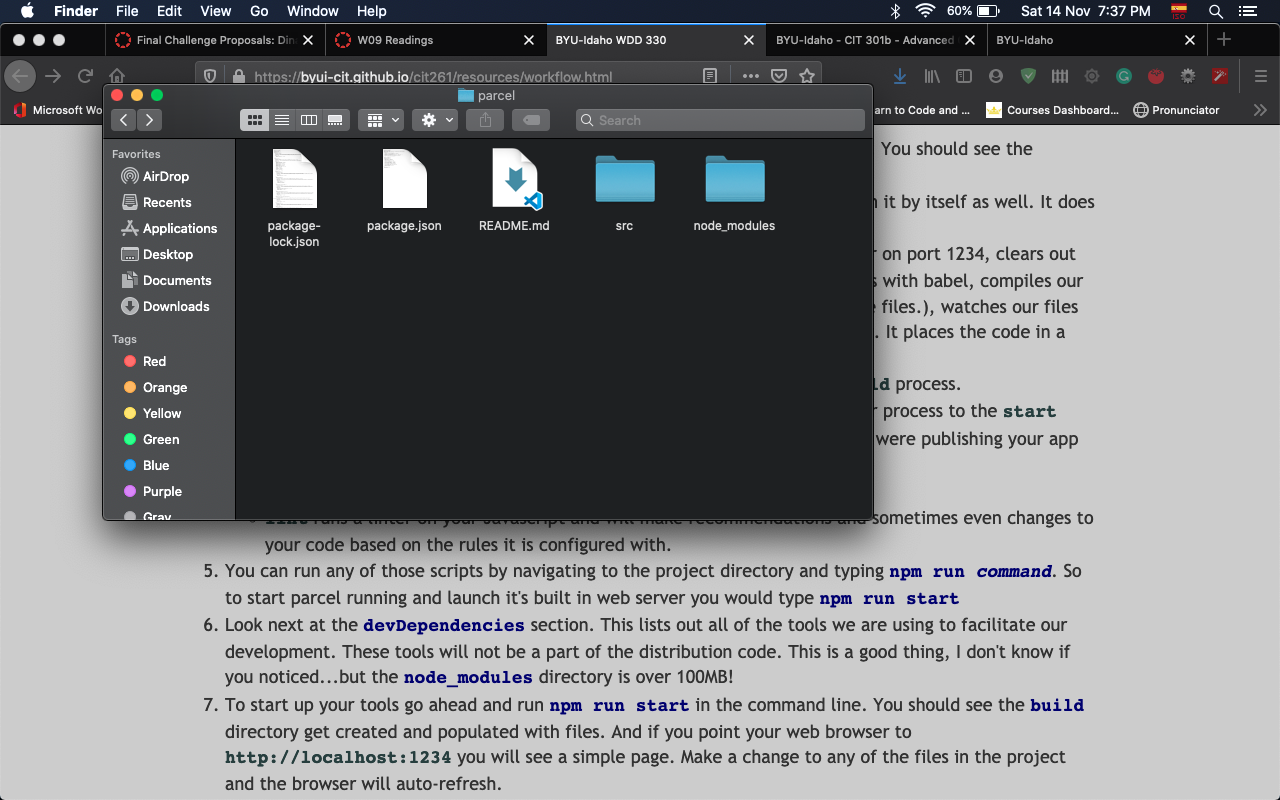 Finder File Edit View Go Window Help 60% Sat 14 Nov 7:37 PM ISO
Final Challenge Proposals: Din W09 Readings BYU-Idaho WDD 330 BYU-Idaho - CIT 301b - Advanced BYU-Idaho
https://byui-cit.github.io/cit261/resources/workflow.html
Microsoft Wo arn to Code and ... Courses Dashboard... Pronunciator
parcel
Search
Favorites
AirDrop
Recents
Applications
Desktop
Documents
Downloads
Tags
Red
Orange
Yellow
Green
Blue
Purple
Gray
package-
lock.json
package.json
README.md
src
node_modules
You should see the
it by itself as well. It does
on port 1234, clears out
with babel, compiles our
files.), watches our files
. It places the code in a
process.
process to the start
were publishing your app
lint runs a linter on your Javascript and will make recommendations and sometimes even changes to
your code based on the rules it is configured with.
5. You can run any of those scripts by navigating to the project directory and typing npm run command. So
to start parcel running and launch it's built in web server you would type npm run start
6. Look next at the devDependencies section. This lists out all of the tools we are using to facilitate our
development. These tools will not be a part of the distribution code. This is a good thing, I don't know if
you noticed...but the node_modules directory is over 100MB!
7. To start up your tools go ahead and run npm run start in the command line. You should see the build
directory get created and populated with files. And if you point your web browser to
http://localhost:1234 you will see a simple page. Make a change to any of the files in the project
and the browser will auto-refresh.